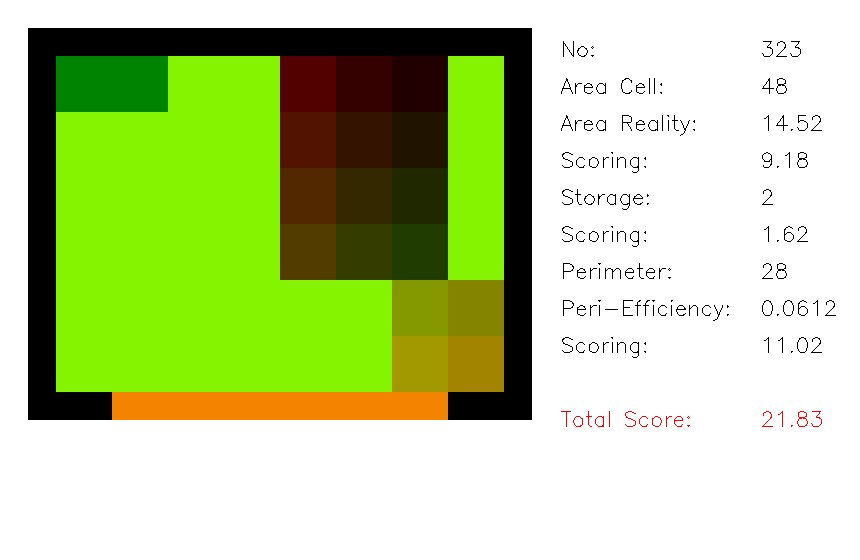 No: 323
Area Cell: 48
Area Reality: 14.52
Scoring: 9.18
Storage: 2
Scoring: 1.62
Perimeter: 28
Peri-Efficiency: 0.0612
Scoring: 11.02
Total Score: 21.83